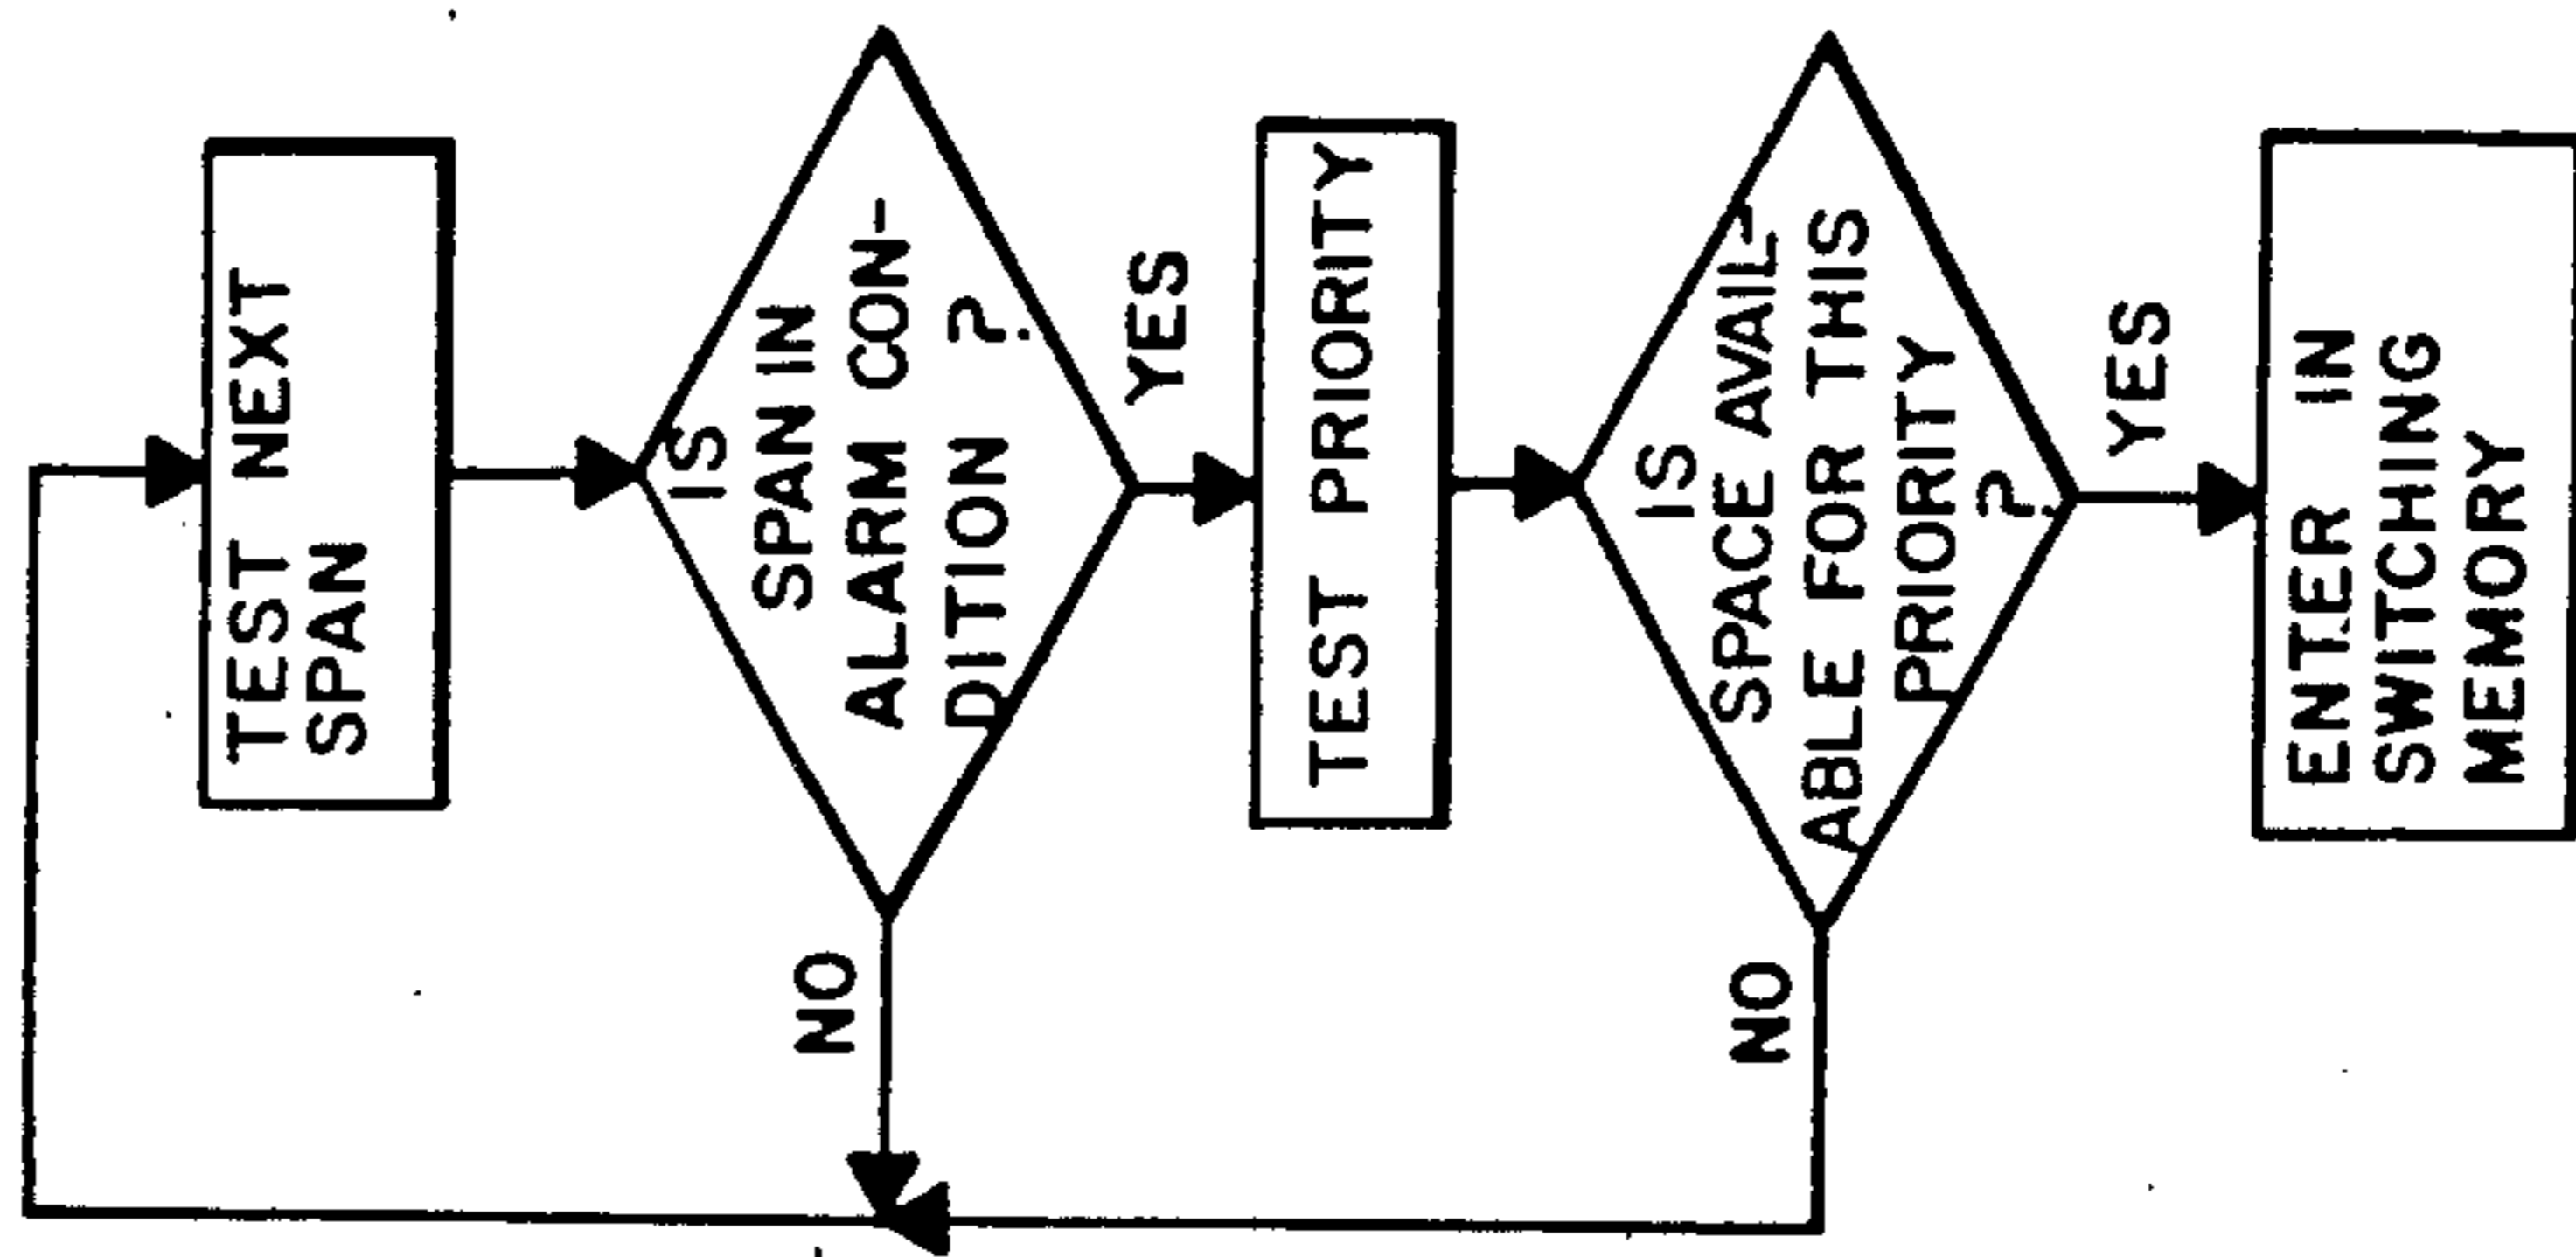 TEST NEXT
SPAN
IS
SPAN IN
ALARM CON-
DITION ?
NO
YES
TEST PRIORITY
IS
SPACE AVAIL-
ABLE FOR THIS
PRIORITY
?
NO
YES
ENTER IN
SWITCHING
MEMORY